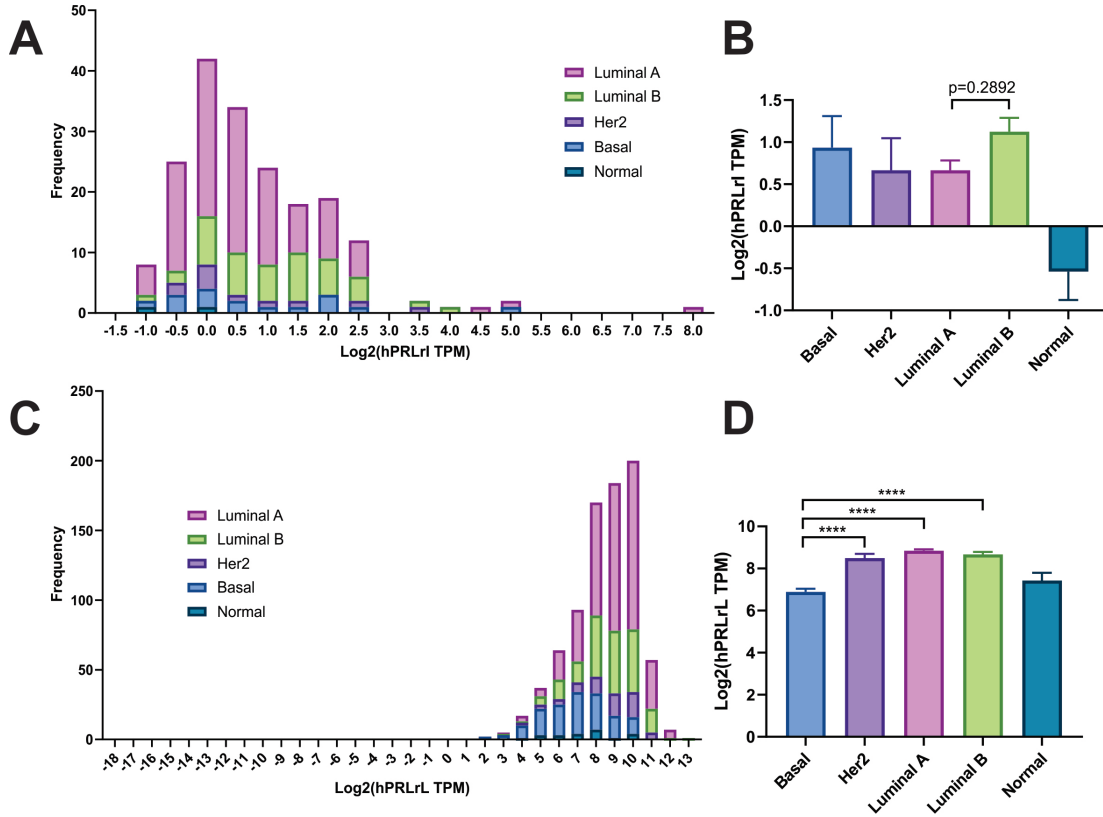 A
50
40
30
20
10
0
Frequency
Luminal A
Luminal B
Her2
Basal
Normal
-1.5 -1.0 -0.5 0.0 0.5 1.0 1.5 2.0 2.5 3.0 3.5 4.0 4.5 5.0 5.5 6.0 6.5 7.0 7.5 8.0
Log2(hPRLrI TPM)
B
p=0.2892
1.5
1.0
0.5
0.0
-0.5
-1.0
Log2(hPRLrI TPM)
Basal Her2 Luminal A Luminal B Normal
C
250
200
150
100
50
0
Frequency
Luminal A
Luminal B
Her2
Basal
Normal
-18 -17 -16 -15 -14 -13 -12 -11 -10 -9 -8 -7 -6 -5 -4 -3 -2 -1 0 1 2 3 4 5 6 7 8 9 10 11 12 13
Log2(hPRLrL TPM)
D
****
****
****
10
8
6
4
2
0
Log2(hPRLrL TPM)
Basal Her2 Luminal A Luminal B Normal